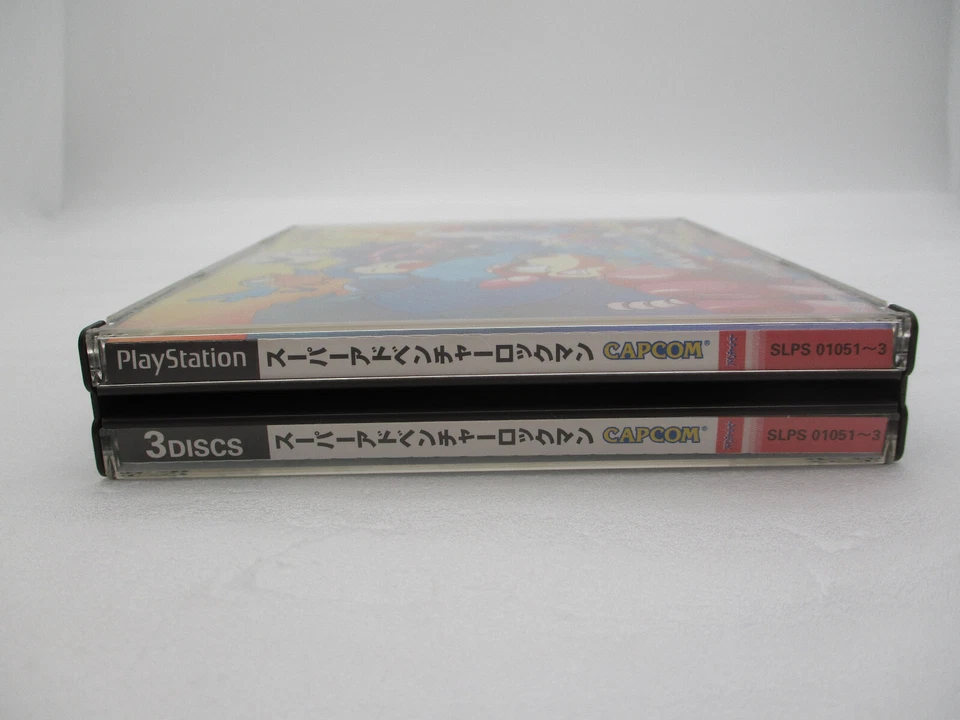 PlayStation スーパーアドベンチャーロックマン CAPCOM® SLPS 01051～3
3DISCS スーパーアドベンチャーロックマン CAPCOM® SLPS 01051～3